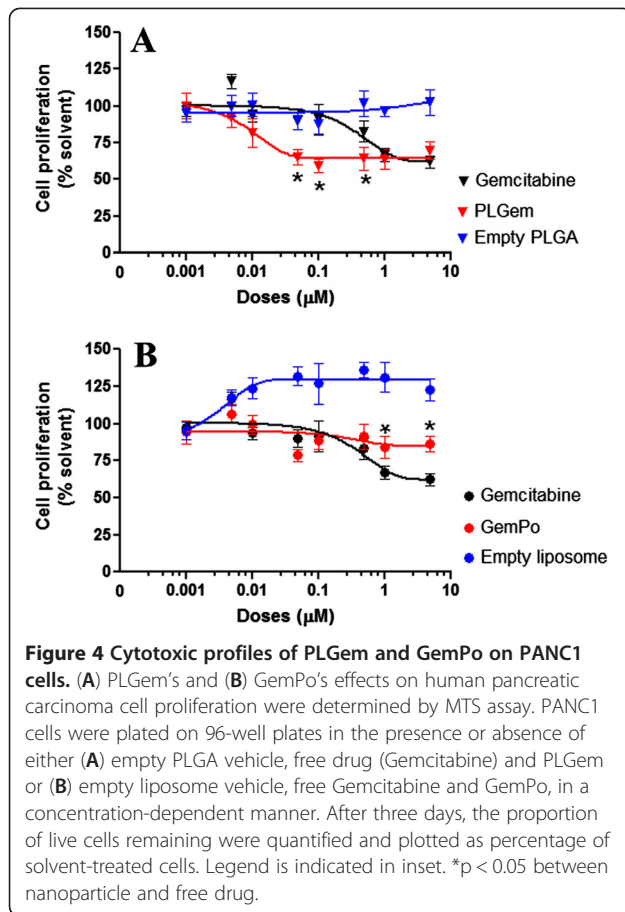 A
150
125
100
75
50
25
0
Cell proliferation
(% solvent)
* * *
0 0.001 0.01 0.1 1 10
Doses (µM)
Gemcitabine
PLGem
Empty PLGA
B
150
125
100
75
50
25
0
Cell proliferation
(% solvent)
* *
0 0.001 0.01 0.1 1 10
Doses (µM)
Gemcitabine
GemPo
Empty liposome
Figure 4 Cytotoxic profiles of PLGem and GemPo on PANC1
cells. (A) PLGem's and (B) GemPo's effects on human pancreatic
carcinoma cell proliferation were determined by MTS assay. PANC1
cells were plated on 96-well plates in the presence or absence of
either (A) empty PLGA vehicle, free drug (Gemcitabine) and PLGem
or (B) empty liposome vehicle, free Gemcitabine and GemPo, in a
concentration-dependent manner. After three days, the proportion
of live cells remaining were quantified and plotted as percentage of
solvent-treated cells. Legend is indicated in inset. *p < 0.05 between
nanoparticle and free drug.